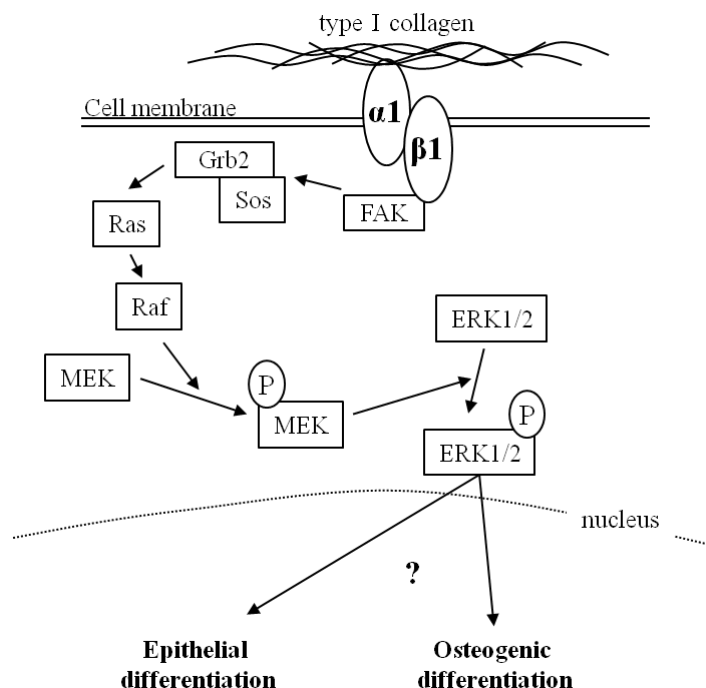 type I collagen
Cell membrane
α1
β1
Grb2
Sos
FAK
Ras
Raf
ERK1/2
MEK
P
MEK
P
ERK1/2
nucleus
?
Epithelial
differentiation
Osteogenic
differentiation